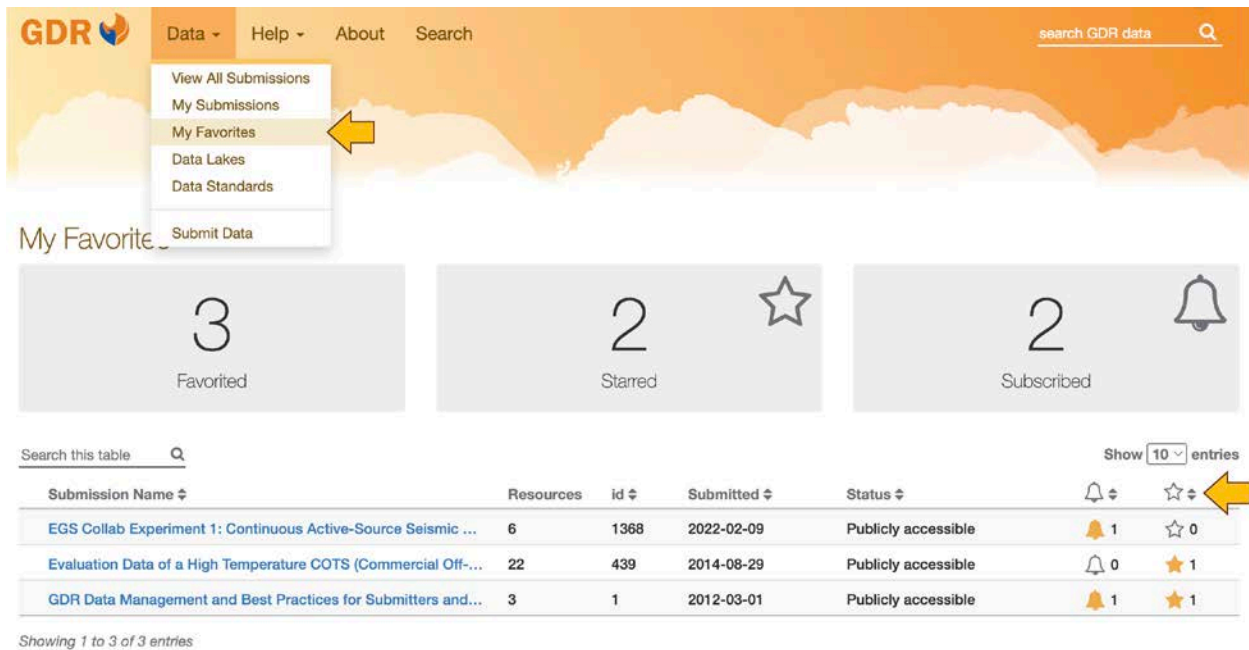 GDR Data Help About Search search GDR data
View All Submissions
My Submissions
My Favorites
Data Lakes
Data Standards
Submit Data
My Favorite
3
Favorited
2
Starred
2
Subscribed
Search this table Show 10 entries
Submission Name Resources id Submitted Status
EGS Collab Experiment 1: Continuous Active-Source Seismic ... 6 1368 2022-02-09 Publicly accessible 1 0
Evaluation Data of a High Temperature COTS (Commercial Off-... 22 439 2014-08-29 Publicly accessible 0 1
GDR Data Management and Best Practices for Submitters and... 3 1 2012-03-01 Publicly accessible 1 1
Showing 1 to 3 of 3 entries